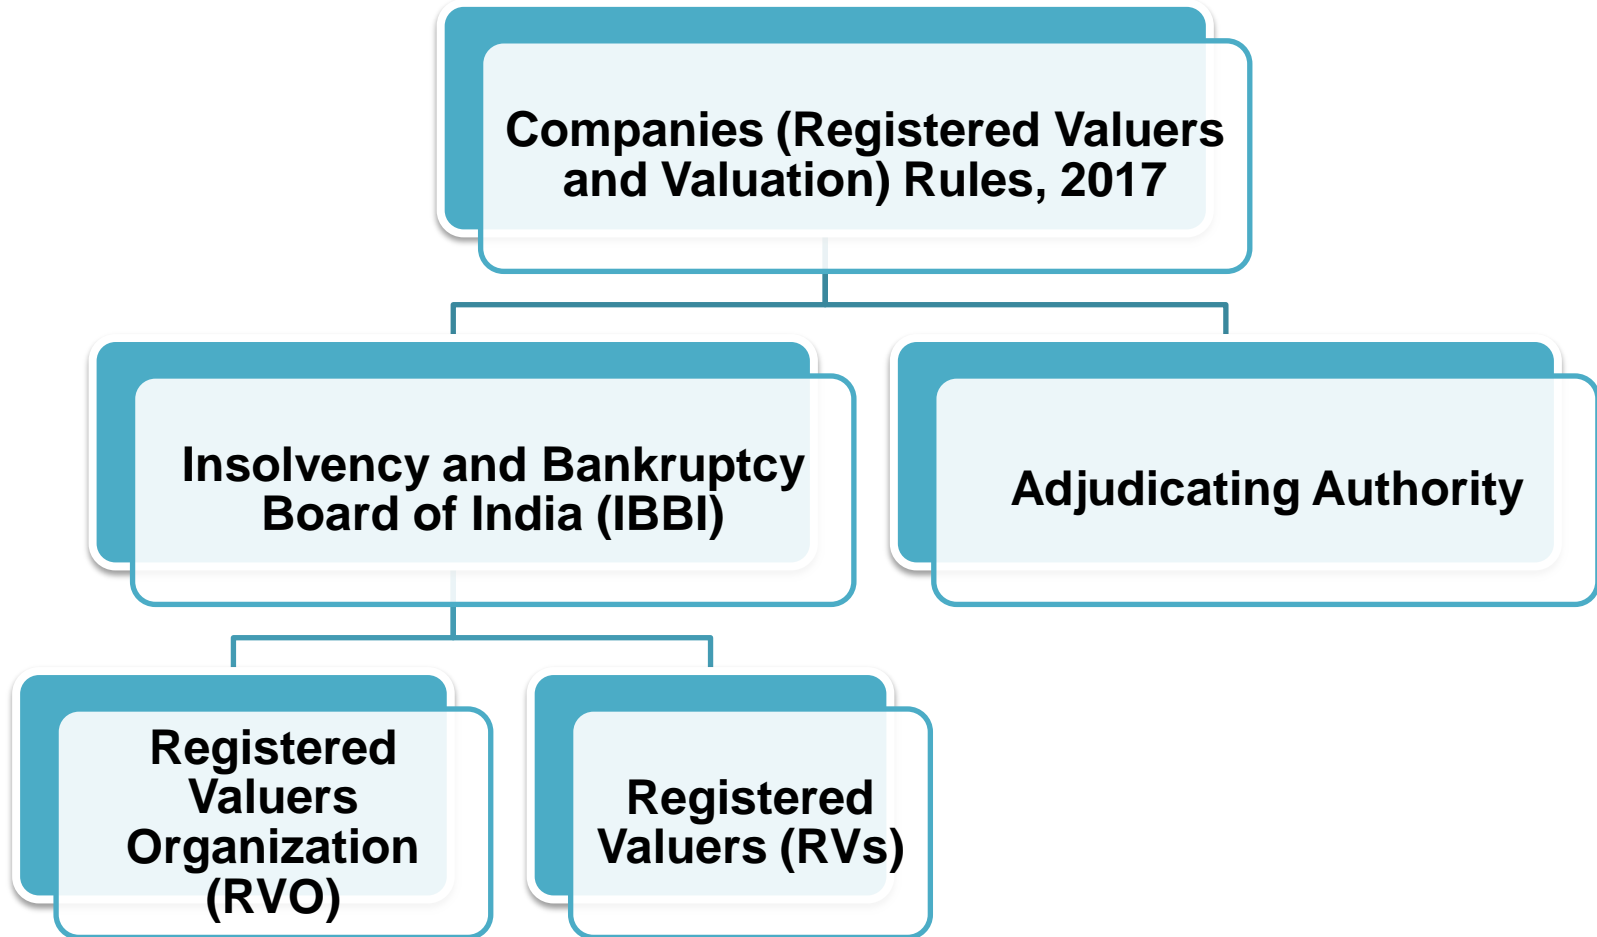 Companies (Registered Valuers
and Valuation) Rules, 2017
Insolvency and Bankruptcy
Board of India (IBBI)
Adjudicating Authority
Registered
Valuers
Organization
(RVO)
Registered
Valuers (RVs)